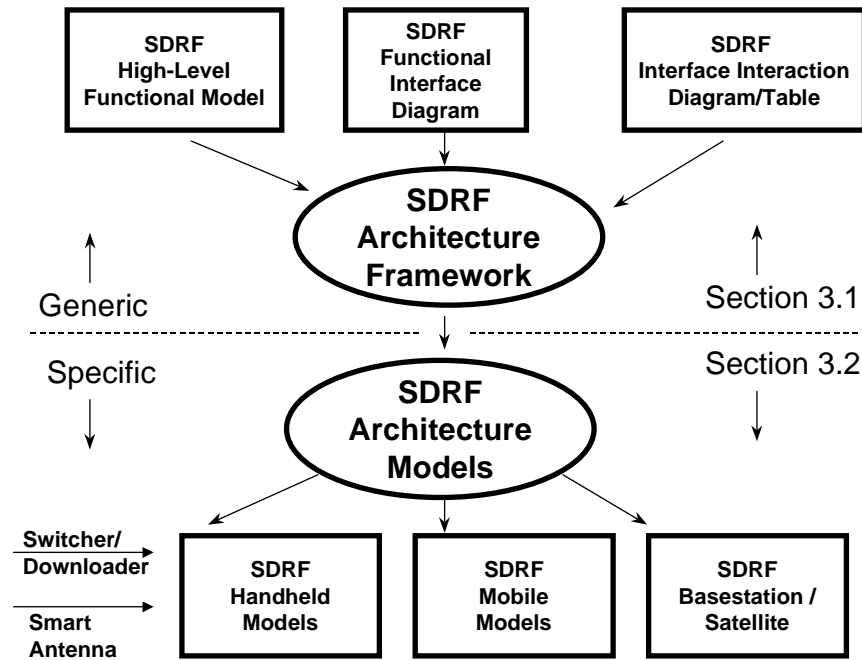 SDRF
High-Level
Functional Model
SDRF
Functional
Interface
Diagram
SDRF
Interface Interaction
Diagram/Table
SDRF
Architecture
Framework
Generic
Section 3.1
Specific
Section 3.2
SDRF
Architecture
Models
Switcher/
Downloader
Smart
Antenna
SDRF
Handheld
Models
SDRF
Mobile
Models
SDRF
Basestation /
Satellite